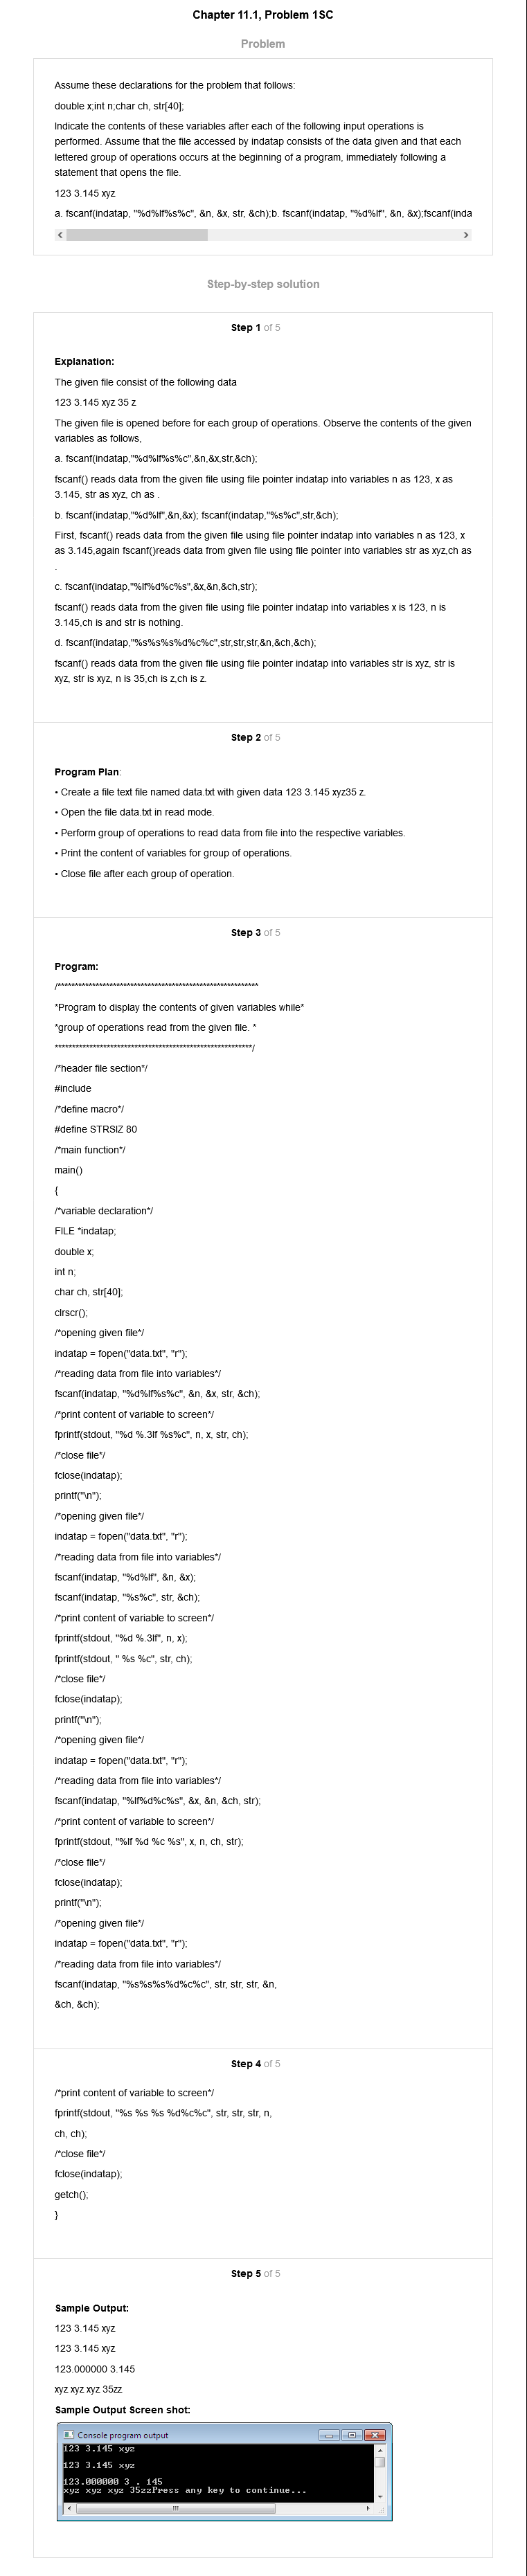 Chapter 11.1, Problem 1SC
Problem
Assume these declarations for the problem that follows:
double x;int n;char ch, str[40];
Indicate the contents of these variables after each of the following input operations is
performed. Assume that the file accessed by indatap consists of the data given and that each
lettered group of operations occurs at the beginning of a program, immediately following a
statement that opens the file.
123 3.145 xyz
a. fscanf(indatap, "%d%lf%s%c", &n, &x, str, &ch);b. fscanf(indatap, "%d%lf", &n, &x);fscanf(inda
Step-by-step solution
Step 1 of 5
Explanation:
The given file consist of the following data
123 3.145 xyz 35 z
The given file is opened before for each group of operations. Observe the contents of the given
variables as follows,
a. fscanf(indatap,"%d%lf%s%c",&n,&x,str,&ch);
fscanf() reads data from the given file using file pointer indatap into variables n as 123, x as
3.145, str as xyz, ch as .
b. fscanf(indatap,"%d%lf",&n,&x); fscanf(indatap,"%s%c",str,&ch);
First, fscanf() reads data from the given file using file pointer indatap into variables n as 123, x
as 3.145,again fscanf()reads data from given file using file pointer into variables str as xyz,ch as
.
c. fscanf(indatap,"%lf%d%c%s",&x,&n,&ch,str);
fscanf() reads data from the given file using file pointer indatap into variables x is 123, n is
3.145,ch is and str is nothing.
d. fscanf(indatap,"%s%s%s%d%c%c",str,str,str,&n,&ch,&ch);
fscanf() reads data from the given file using file pointer indatap into variables str is xyz, str is
xyz, str is xyz, n is 35,ch is z,ch is z.
Step 2 of 5
Program Plan:
• Create a file text file named data.txt with given data 123 3.145 xyz35 z.
• Open the file data.txt in read mode.
• Perform group of operations to read data from file into the respective variables.
• Print the content of variables for group of operations.
• Close file after each group of operation.
Step 3 of 5
Program:
/**********************************************************
*Program to display the contents of given variables while*
*group of operations read from the given file. *
*********************************************************/
/*header file section*/
#include
/*define macro*/
#define STRSIZ 80
/*main function*/
main()
{
/*variable declaration*/
FILE *indatap;
double x;
int n;
char ch, str[40];
clrscr();
/*opening given file*/
indatap = fopen("data.txt", "r");
/*reading data from file into variables*/
fscanf(indatap, "%d%lf%s%c", &n, &x, str, &ch);
/*print content of variable to screen*/
fprintf(stdout, "%d %.3lf %s%c", n, x, str, ch);
/*close file*/
fclose(indatap);
printf("\n");
/*opening given file*/
indatap = fopen("data.txt", "r");
/*reading data from file into variables*/
fscanf(indatap, "%d%lf", &n, &x);
fscanf(indatap, "%s%c", str, &ch);
/*print content of variable to screen*/
fprintf(stdout, "%d %.3lf", n, x);
fprintf(stdout, " %s %c", str, ch);
/*close file*/
fclose(indatap);
printf("\n");
/*opening given file*/
indatap = fopen("data.txt", "r");
/*reading data from file into variables*/
fscanf(indatap, "%lf%d%c%s", &x, &n, &ch, str);
/*print content of variable to screen*/
fprintf(stdout, "%lf %d %c %s", x, n, ch, str);
/*close file*/
fclose(indatap);
printf("\n");
/*opening given file*/
indatap = fopen("data.txt", "r");
/*reading data from file into variables*/
fscanf(indatap, "%s%s%s%d%c%c", str, str, str, &n,
&ch, &ch);
Step 4 of 5
/*print content of variable to screen*/
fprintf(stdout, "%s %s %s %d%c%c", str, str, str, n,
ch, ch);
/*close file*/
fclose(indatap);
getch();
}
Step 5 of 5
Sample Output:
123 3.145 xyz
123 3.145 xyz
123.000000 3.145
xyz xyz xyz 35zz
Sample Output Screen shot:
Console program output
123 3.145 xyz
123 3.145 xyz
123.000000 3 . 145
xyz xyz xyz 35zzPress any key to continue...